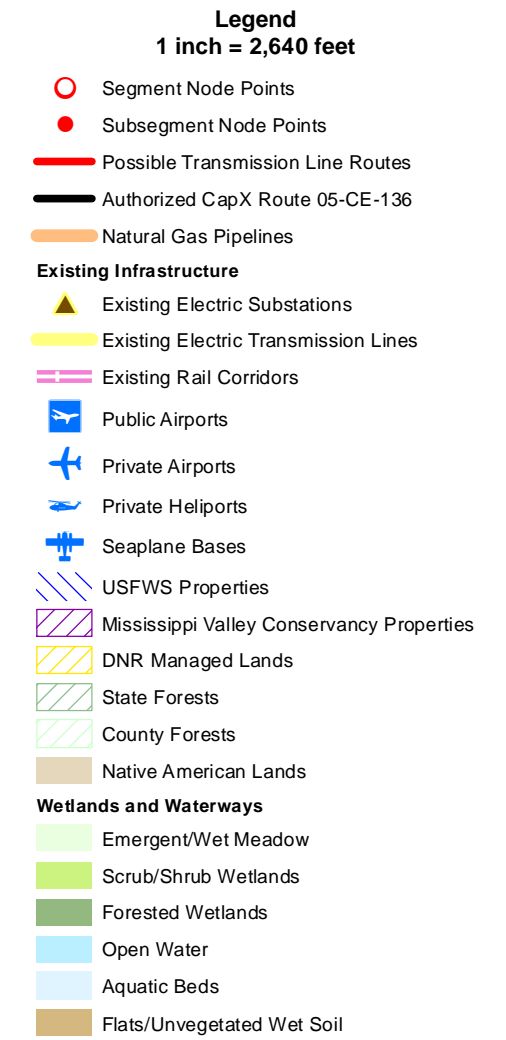 Legend
1 inch = 2,640 feet
Segment Node Points
Subsegment Node Points
Possible Transmission Line Routes
Authorized CapX Route 05-CE-136
Natural Gas Pipelines
Existing Infrastructure
Existing Electric Substations
Existing Electric Transmission Lines
Existing Rail Corridors
Public Airports
Private Airports
Private Heliports
Seaplane Bases
USFWS Properties
Mississippi Valley Conservancy Properties
DNR Managed Lands
State Forests
County Forests
Native American Lands
Wetlands and Waterways
Emergent/Wet Meadow
Scrub/Shrub Wetlands
Forested Wetlands
Open Water
Aquatic Beds
Flats/Unvegetated Wet Soil